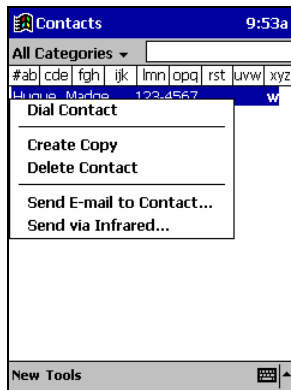 Contacts 9:53a
All Categories
#ab cde fgh ijk lmn opq rst uvw xyz
Hugue, Madge 123-4567 w
Dial Contact
Create Copy
Delete Contact
Send E-mail to Contact...
Send via Infrared...
New Tools